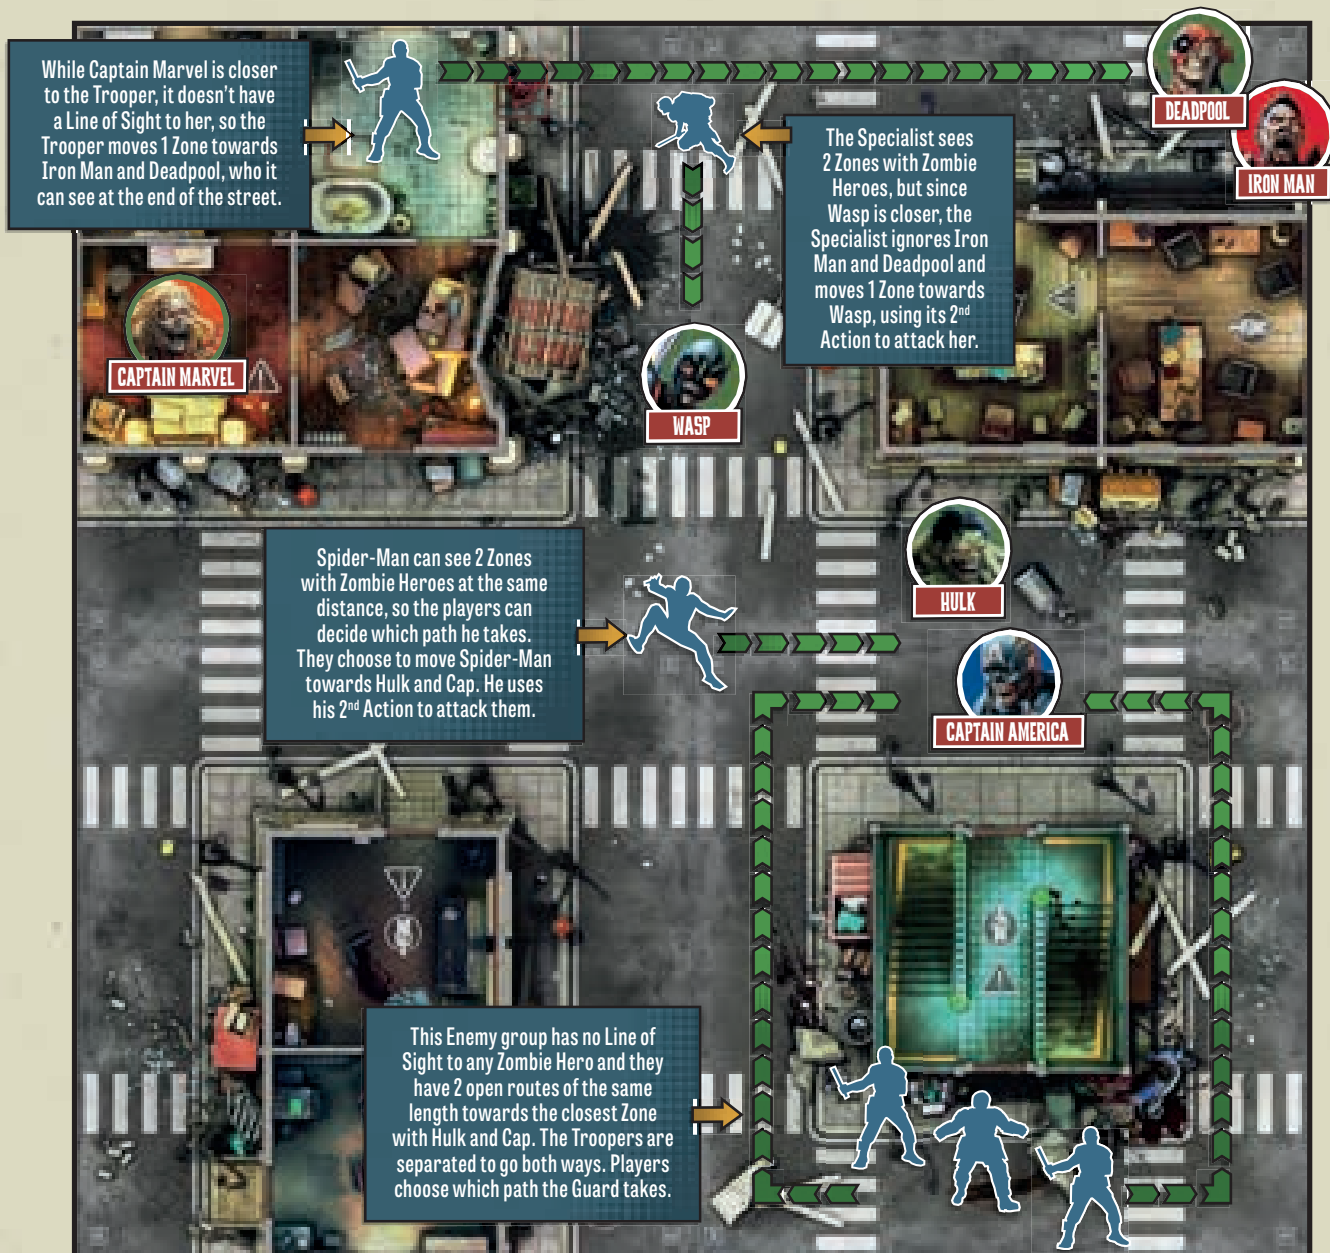 While Captain Marvel is closer
to the Trooper, it doesn't have
a Line of Sight to her, so the
Trooper moves 1 Zone towards
Iron Man and Deadpool, who it
can see at the end of the street.
DEADPOOL
IRON MAN
The Specialist sees
2 Zones with Zombie
Heroes, but since
Wasp is closer, the
Specialist ignores Iron
Man and Deadpool and
moves 1 Zone towards
Wasp, using its 2nd
Action to attack her.
CAPTAIN MARVEL
WASP
Spider-Man can see 2 Zones
with Zombie Heroes at the same
distance, so the players can
decide which path he takes.
They choose to move Spider-Man
towards Hulk and Cap. He uses
his 2nd Action to attack them.
HULK
CAPTAIN AMERICA
This Enemy group has no Line of
Sight to any Zombie Hero and they
have 2 open routes of the same
length towards the closest Zone
with Hulk and Cap. The Troopers are
separated to go both ways. Players
choose which path the Guard takes.